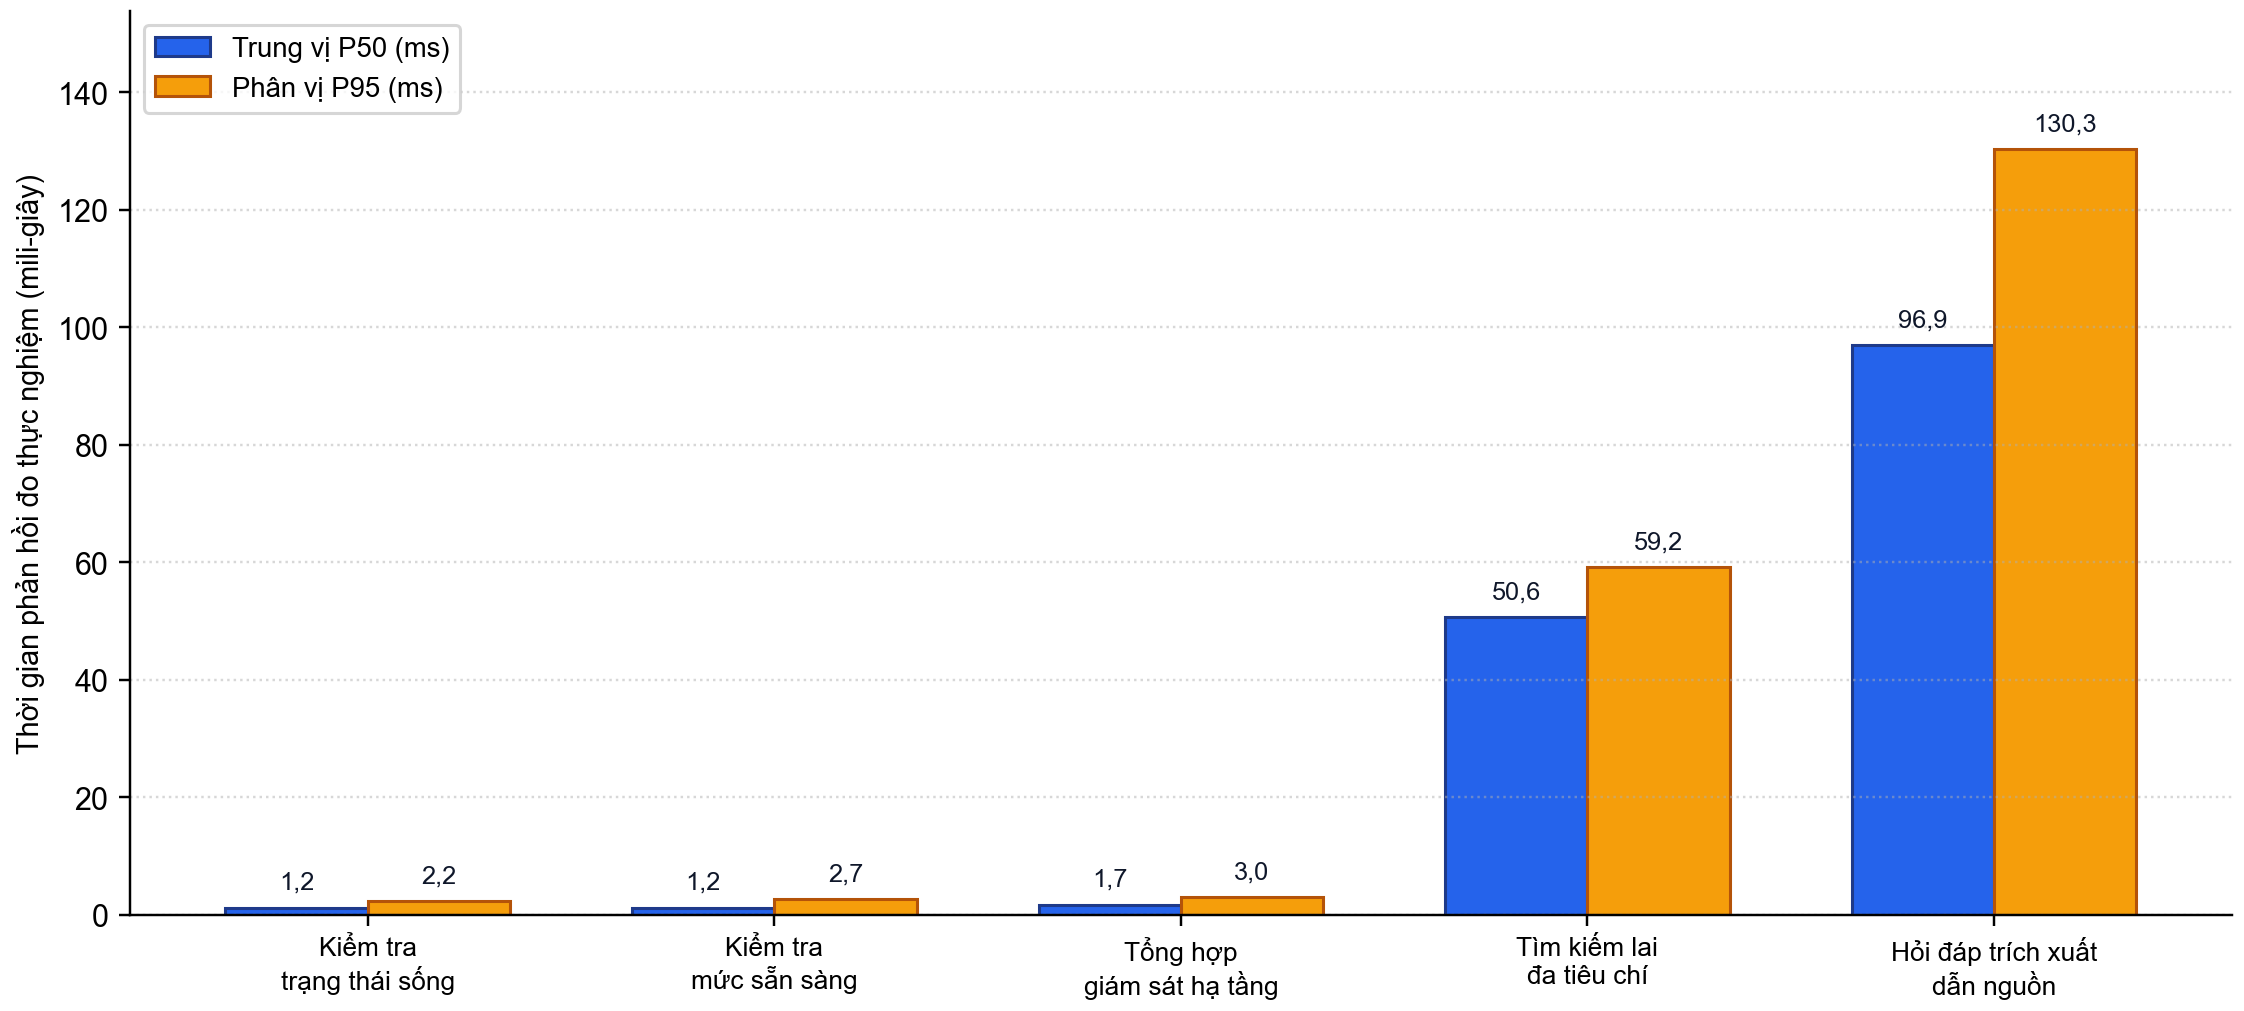 Trung vị P50 (ms)
Phân vị P95 (ms)
Thời gian phản hồi đo thực nghiệm (mili-giây)
140
120
100
80
60
40
20
0
1,2
2,2
1,2
2,7
1,7
3,0
50,6
59,2
96,9
130,3
Kiểm tra
trạng thái sống
Kiểm tra
mức sẵn sàng
Tổng hợp
giám sát hạ tầng
Tìm kiếm lai
đa tiêu chí
Hỏi đáp trích xuất
dẫn nguồn